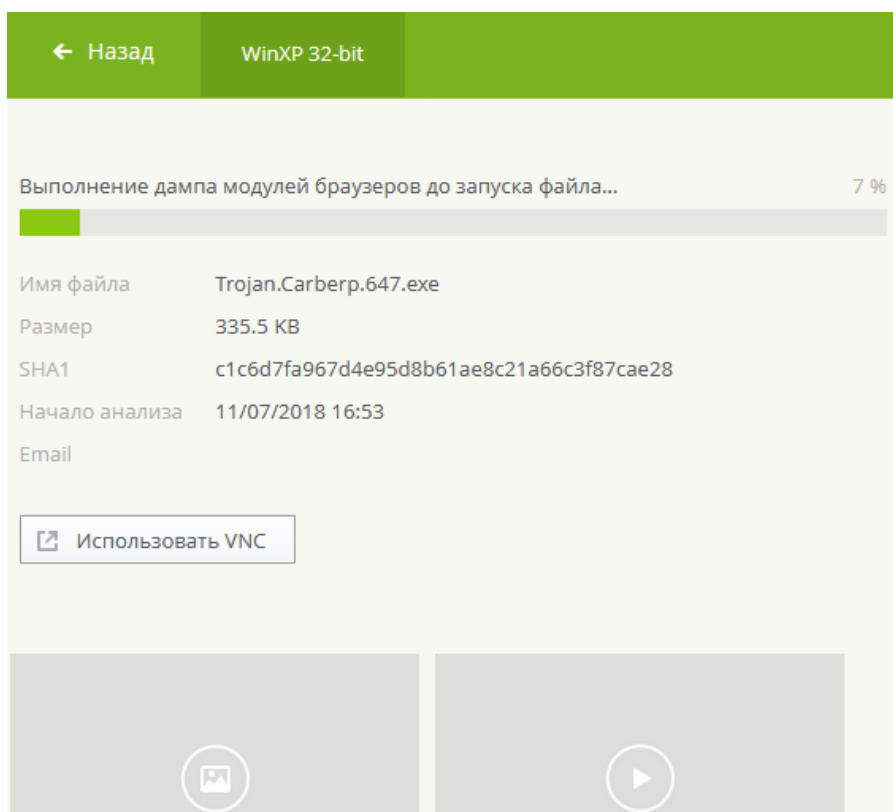 ← Назад WinXP 32-bit
Выполнение дампа модулей браузеров до запуска файла... 7 %
Имя файла Trojan.Carberp.647.exe
Размер 335.5 KB
SHA1 c1c6d7fa967d4e95d8b61ae8c21a66c3f87cae28
Начало анализа 11/07/2018 16:53
Email
Использовать VNC